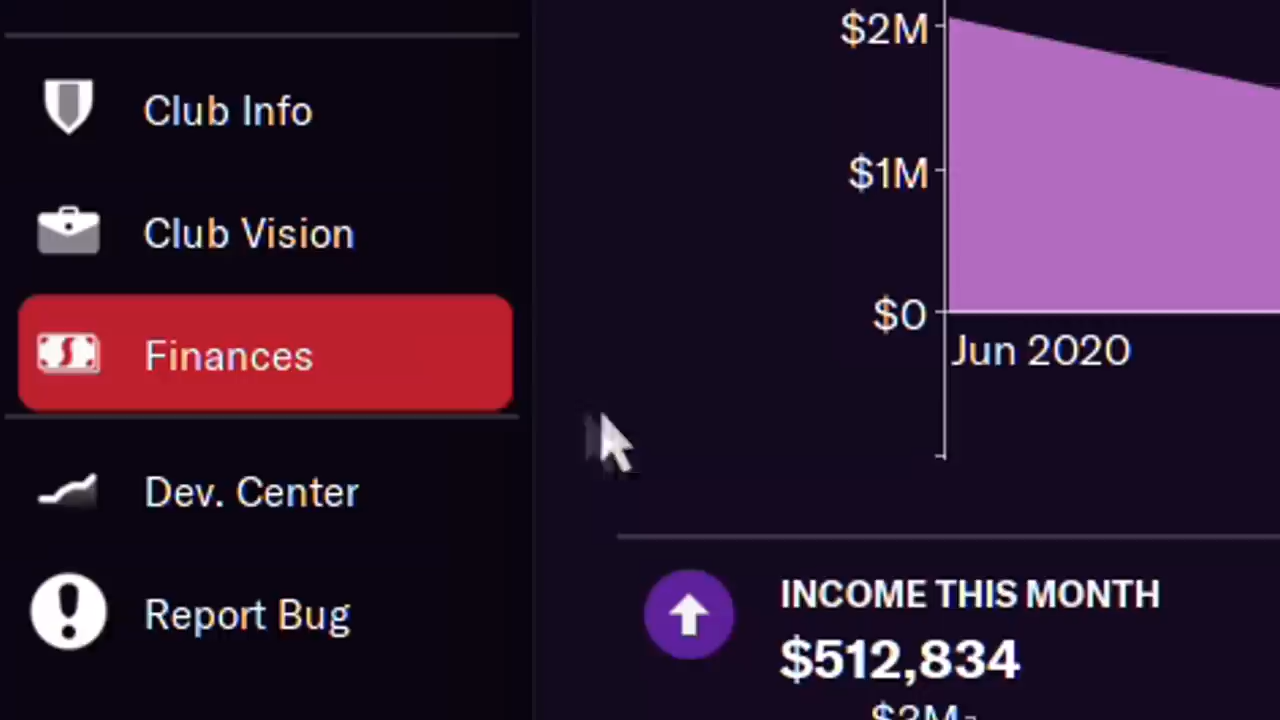 Club Info
Club Vision
Finances
Dev. Center
Report Bug
$2M
$1M
$0
Jun 2020
INCOME THIS MONTH
$512,834